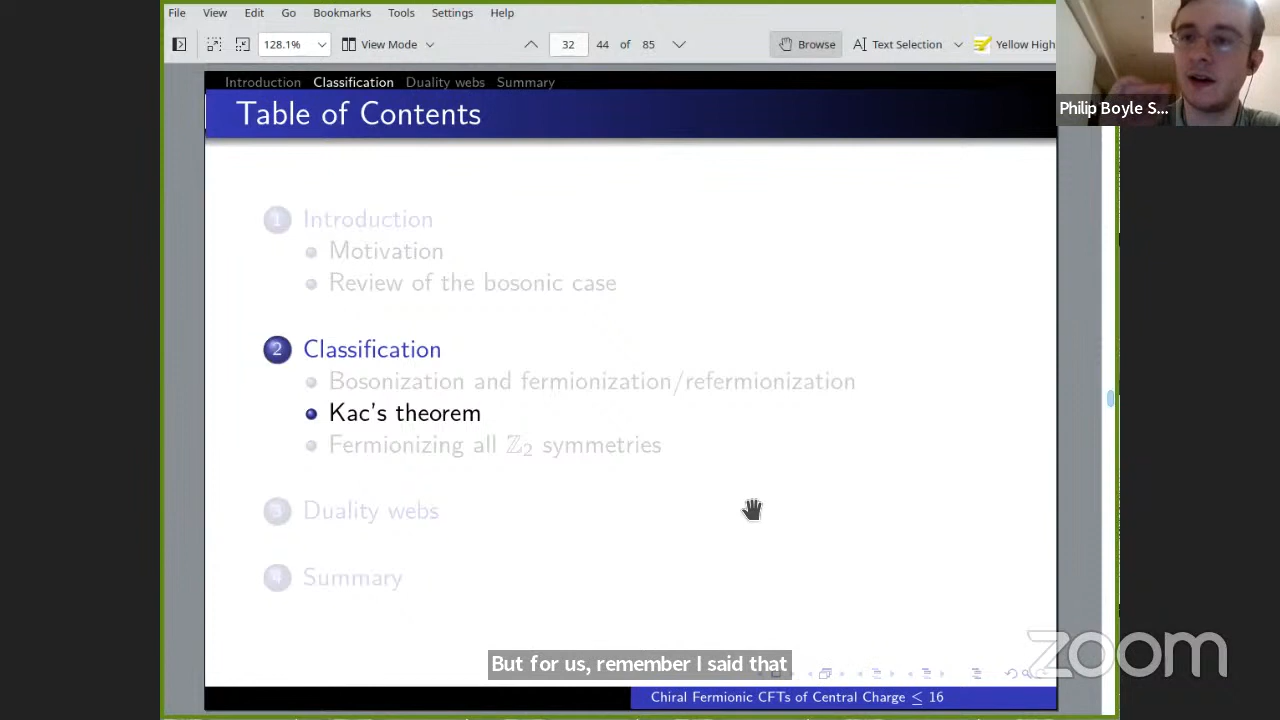 File View Edit Go Bookmarks Tools Settings Help
128.1% View Mode 32 44 of 85 Browse Text Selection Yellow High
Philip Boyle S...
Introduction Classification Duality webs Summary
Table of Contents
1 Introduction
Motivation
Review of the bosonic case
2 Classification
Bosonization and fermionization/refermionization
Kac's theorem
Fermionizing all ℤ₂ symmetries
3 Duality webs
4 Summary
But for us, remember I said that
zoom
Chiral Fermionic CFTs of Central Charge ≤ 16